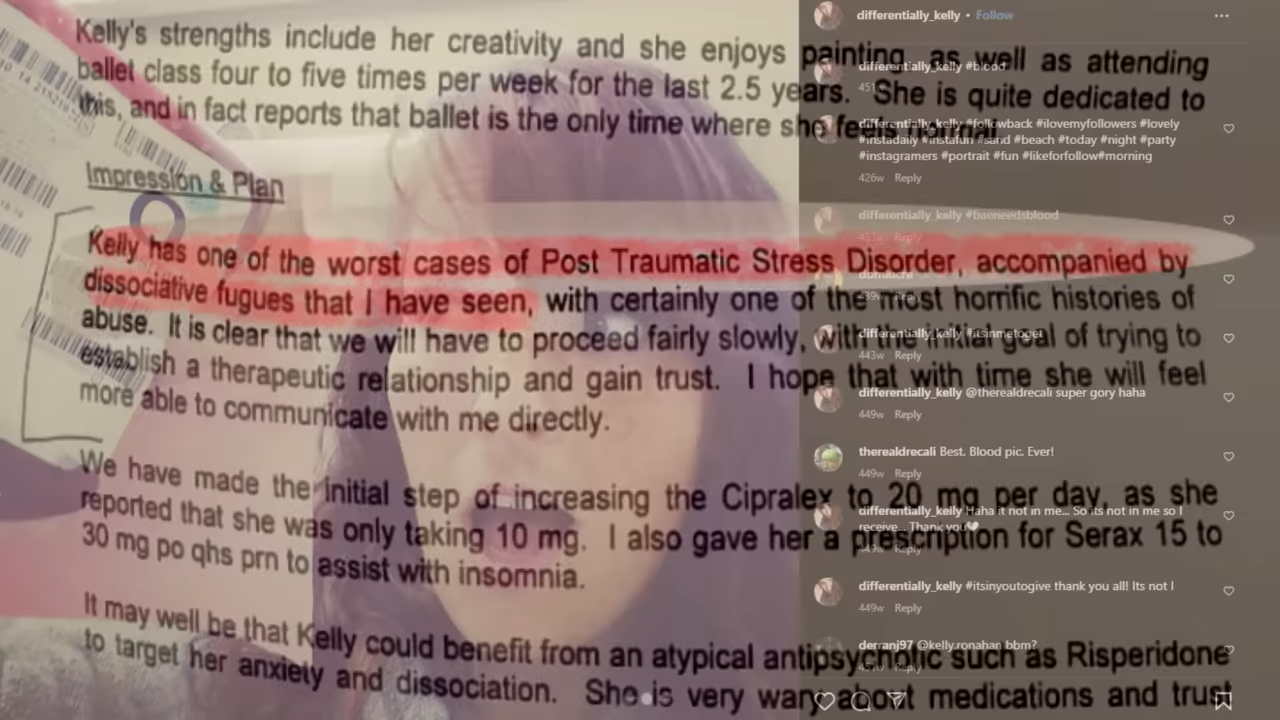 Kelly's strengths include her creativity and she enjoys painting, as well as attending
ballet class four to five times per week for the last 2.5 years. She is quite dedicated to
this, and in fact reports that ballet is the only time where she feels
Impression & Plan
Kelly has one of the worst cases of Post Traumatic Stress Disorder, accompanied by
dissociative fugues that I have seen, with certainly one of the most horrific histories of
abuse. It is clear that we will have to proceed fairly slowly, with the initial goal of trying to
establish a therapeutic relationship and gain trust. I hope that with time she will feel
more able to communicate with me directly.
We have made the initial step of increasing the Cipralex to 20 mg per day, as she
reported that she was only taking 10 mg. I also gave her a prescription for Serax 15 to
30 mg po qhs prn to assist with insomnia.
It may well be that Kelly could benefit from an atypical antipsychotic such as Risperidone
to target her anxiety and dissociation. She is very wary about medications and trust
differentially_kelly • Follow
differentially_kelly #blood
451
differentially_kelly #followback #ilovemyfollowers #lovely
#instadaily #instafun #sand #beach #today #night #party
#instagramers #portrait #fun #likeforfollow#morning
426w Reply
differentially_kelly #baeneedsblood
Reply
439w Reply
differentially_kelly #itsinmetoget
443w Reply
differentially_kelly @therealdrecali super gory haha
449w Reply
therealdrecali Best. Blood pic. Ever!
449w Reply
differentially_kelly Haha it not in me... So its not in me so I
receive... Thank you❤
449w Reply
differentially_kelly #itsinyoutogive thank you all! Its not I
449w Reply
derranj97 @kelly.ronahan bbm?
Reply